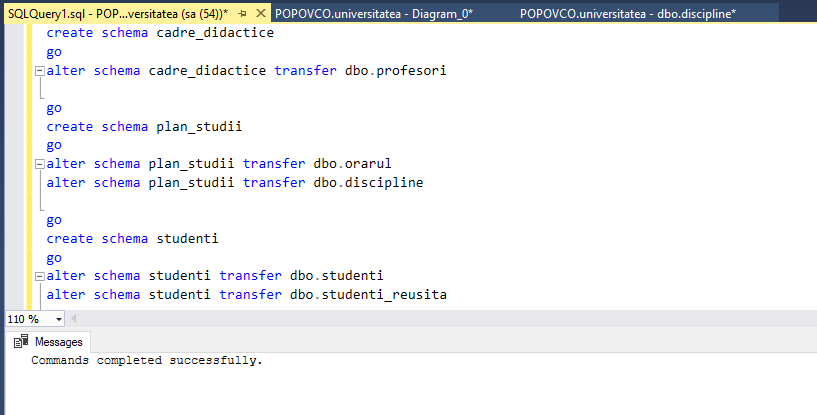 SQLQuery1.sql - POP...versitatea (sa (54))* POPOVCO.universitatea - Diagram_0* POPOVCO.universitatea - dbo.discipline*
create schema cadre_didactice
go
alter schema cadre_didactice transfer dbo.profesori
go
create schema plan_studii
go
alter schema plan_studii transfer dbo.orarul
alter schema plan_studii transfer dbo.discipline
go
create schema studenti
go
alter schema studenti transfer dbo.studenti
alter schema studenti transfer dbo.studenti_reusita
110 %
Messages
Commands completed successfully.